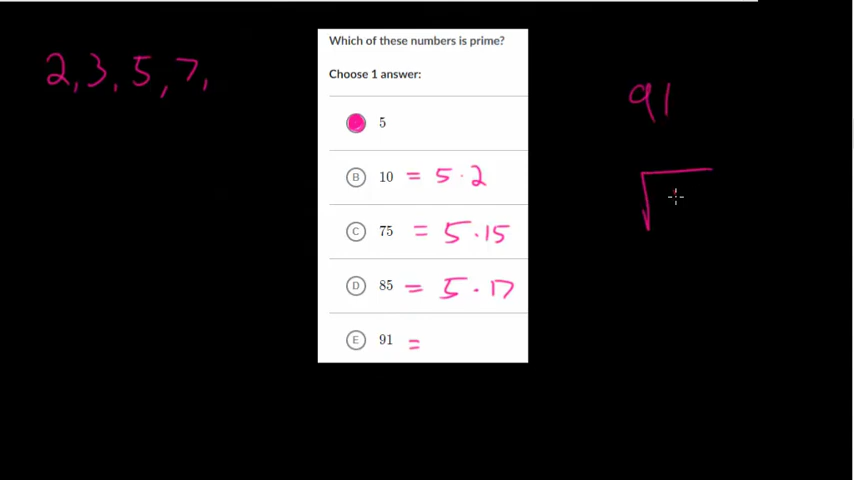 2, 3, 5, 7,
Which of these numbers is prime?
Choose 1 answer:
5
B 10 = 5 · 2
C 75 = 5 · 15
D 85 = 5 · 17
E 91 =
91
√